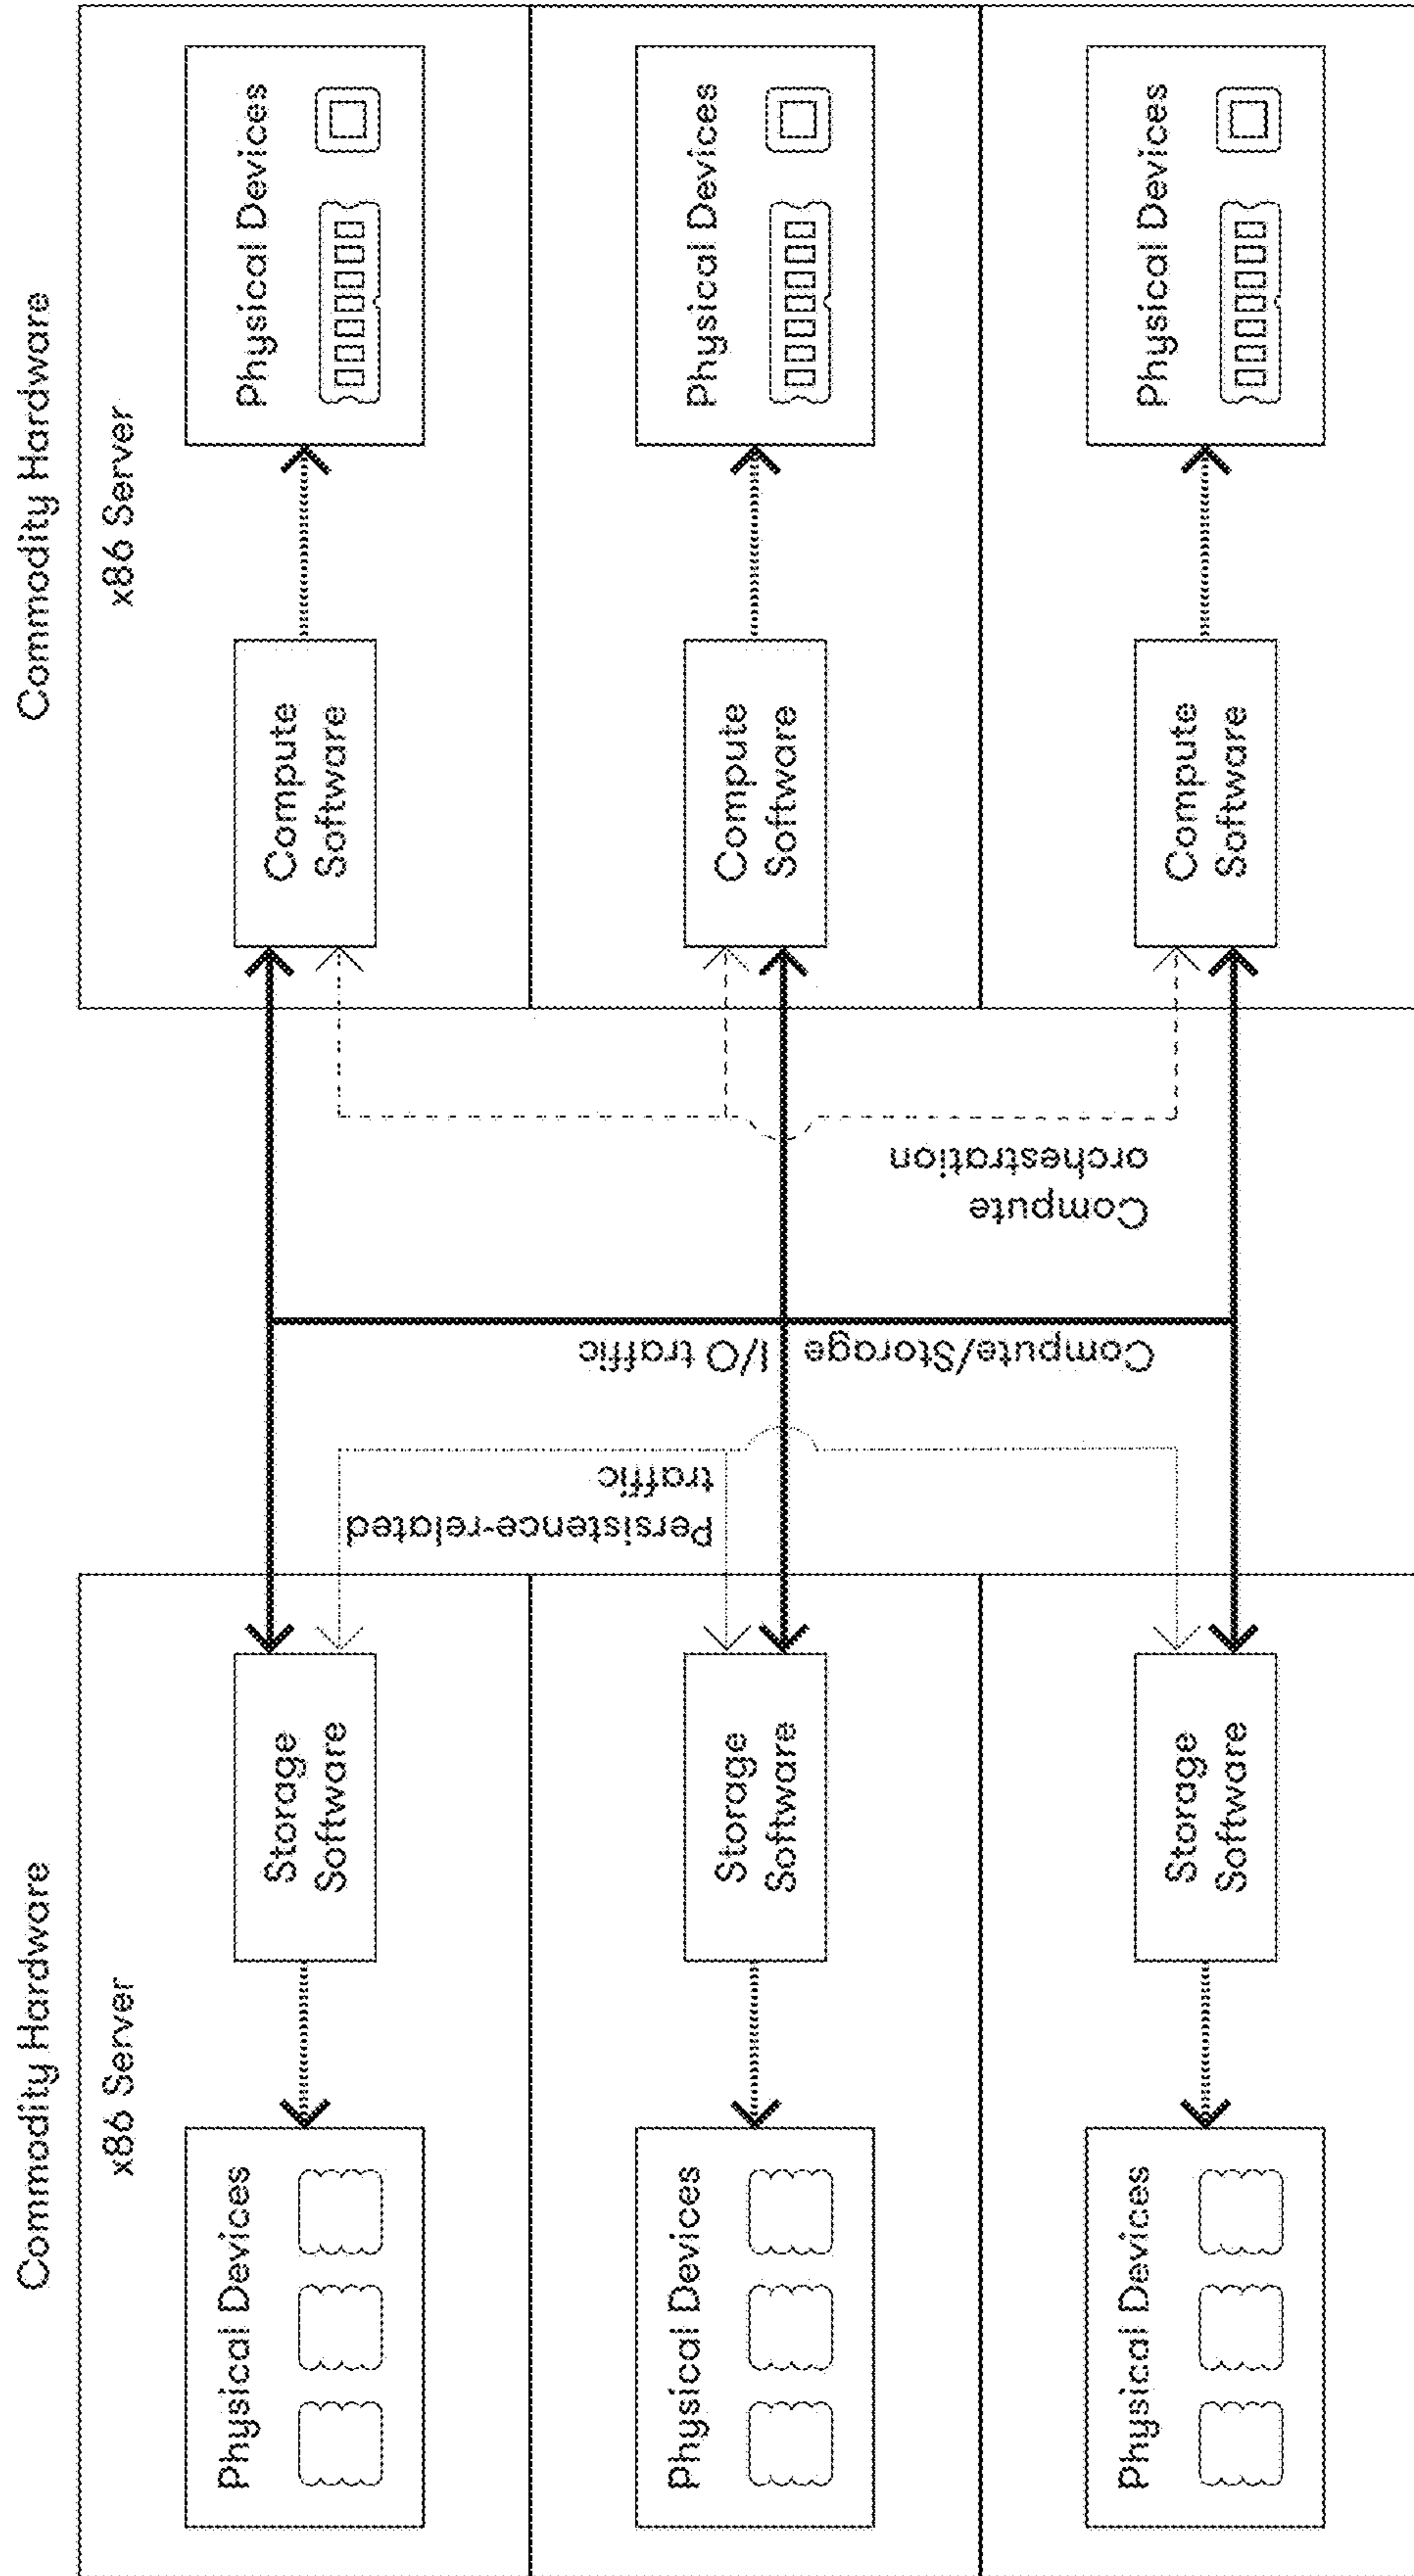 Commodity Hardware
Commodity Hardware
x86 Server
x86 Server
Physical Devices
Storage
Software
Persistence-related
traffic
Compute/Storage I/O traffic
Compute
orchestration
Compute
Software
Physical Devices
Physical Devices
Storage
Software
Compute
Software
Physical Devices
Physical Devices
Storage
Software
Compute
Software
Physical Devices